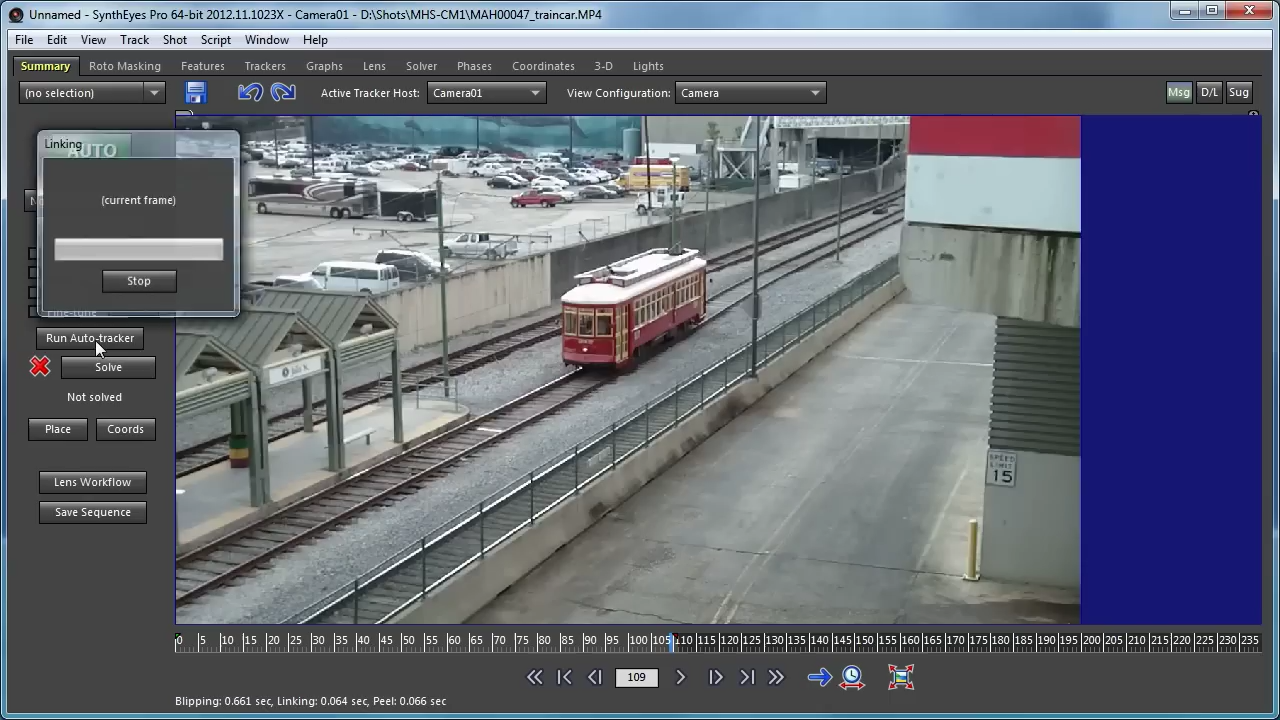 Unnamed - SynthEyes Pro 64-bit 2012.11.1023X - Camera01 - D:\Shots\MHS-CM1\MAH00047_traincar.MP4
File Edit View Track Shot Script Window Help
Summary Roto Masking Features Trackers Graphs Lens Solver Phases Coordinates 3-D Lights
(no selection) Active Tracker Host: Camera01 View Configuration: Camera Msg D/L Sug
Linking
AUTO
(current frame)
Stop
Run Auto-tracker
Solve
Not solved
Place Coords
Lens Workflow
Save Sequence
SPEED
LIMIT
15
0 5 10 15 20 25 30 35 40 45 50 55 60 65 70 75 80 85 90 95 100 105 110 115 120 125 130 135 140 145 150 155 160 165 170 175 180 185 190 195 200 205 210 215 220 225 230 235
109
Blipping: 0.661 sec, Linking: 0.064 sec, Peel: 0.066 sec